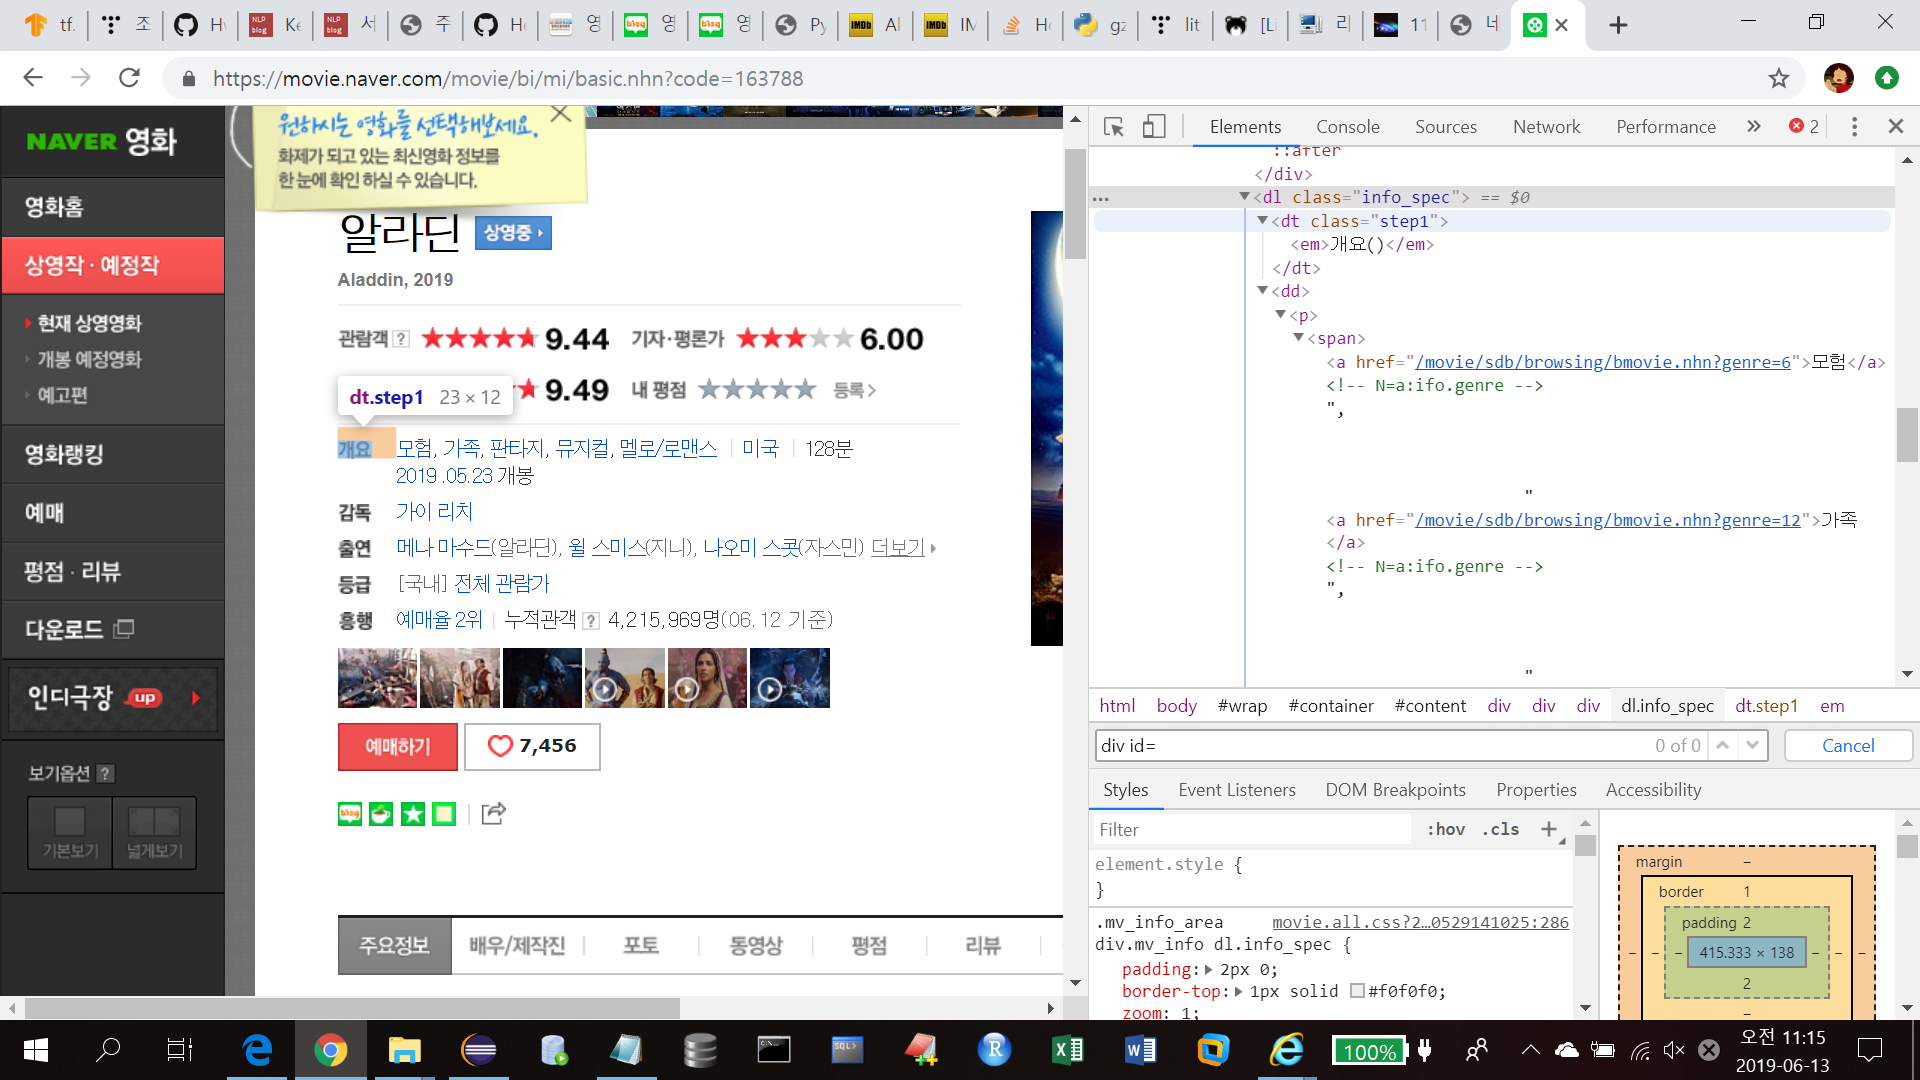 tf.
조
Hv
Ke
서
주
Ho
영
영
영
Py
Al
IM
Ho
gz
lit
[Li
리
11
네
https://movie.naver.com/movie/bi/mi/basic.nhn?code=163788
NAVER 영화
영화홈
상영작 · 예정작
현재 상영영화
개봉 예정영화
예고편
영화랭킹
예매
평점 · 리뷰
다운로드
인디극장 up
보기옵션 ?
기본보기 넓게보기
원하시는 영화를 선택해보세요.
화제가 되고 있는 최신영화 정보를
한 눈에 확인 하실 수 있습니다.
알라딘 상영중
Aladdin, 2019
관람객 ? 9.44 기자·평론가 6.00
9.49 내 평점 등록
dt.step1 23 × 12
개요 모험, 가족, 판타지, 뮤지컬, 멜로/로맨스 미국 128분
2019 .05.23 개봉
감독 가이 리치
출연 메나 마수드(알라딘), 윌 스미스(지니), 나오미 스콧(자스민) 더보기
등급 [국내] 전체 관람가
흥행 예매율 2위 누적관객 ? 4,215,969명(06.12 기준)
예매하기 7,456
blog
주요정보 배우/제작진 포토 동영상 평점 리뷰
Elements Console Sources Network Performance » 2
::after
</div>
... <dl class="info_spec"> == $0
<dt class="step1">
<em>개요()</em>
</dt>
<dd>
<p>
<span>
<a href="/movie/sdb/browsing/bmovie.nhn?genre=6">모험</a>
<!-- N=a:ifo.genre -->
",
"
<a href="/movie/sdb/browsing/bmovie.nhn?genre=12">가족
</a>
<!-- N=a:ifo.genre -->
",
"
html body #wrap #container #content div div div dl.info_spec dt.step1 em
div id= 0 of 0 Cancel
Styles Event Listeners DOM Breakpoints Properties Accessibility
Filter :hov .cls +
element.style {
}
.mv_info_area movie.all.css?2…0529141025:286
div.mv_info dl.info_spec {
padding: 2px 0;
border-top: 1px solid #f0f0f0;
zoom: 1;
margin –
border 1
padding 2
– – – 415.333 × 138 – – –
2
–
100%
오전 11:15
2019-06-13